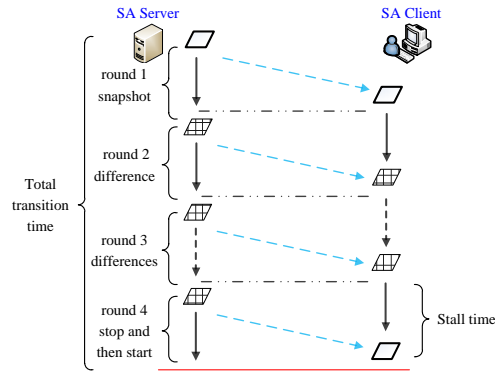 SA Server
SA Client
round 1
snapshot
round 2
difference
Total
transition
time
round 3
differences
round 4
stop and
then start
Stall time